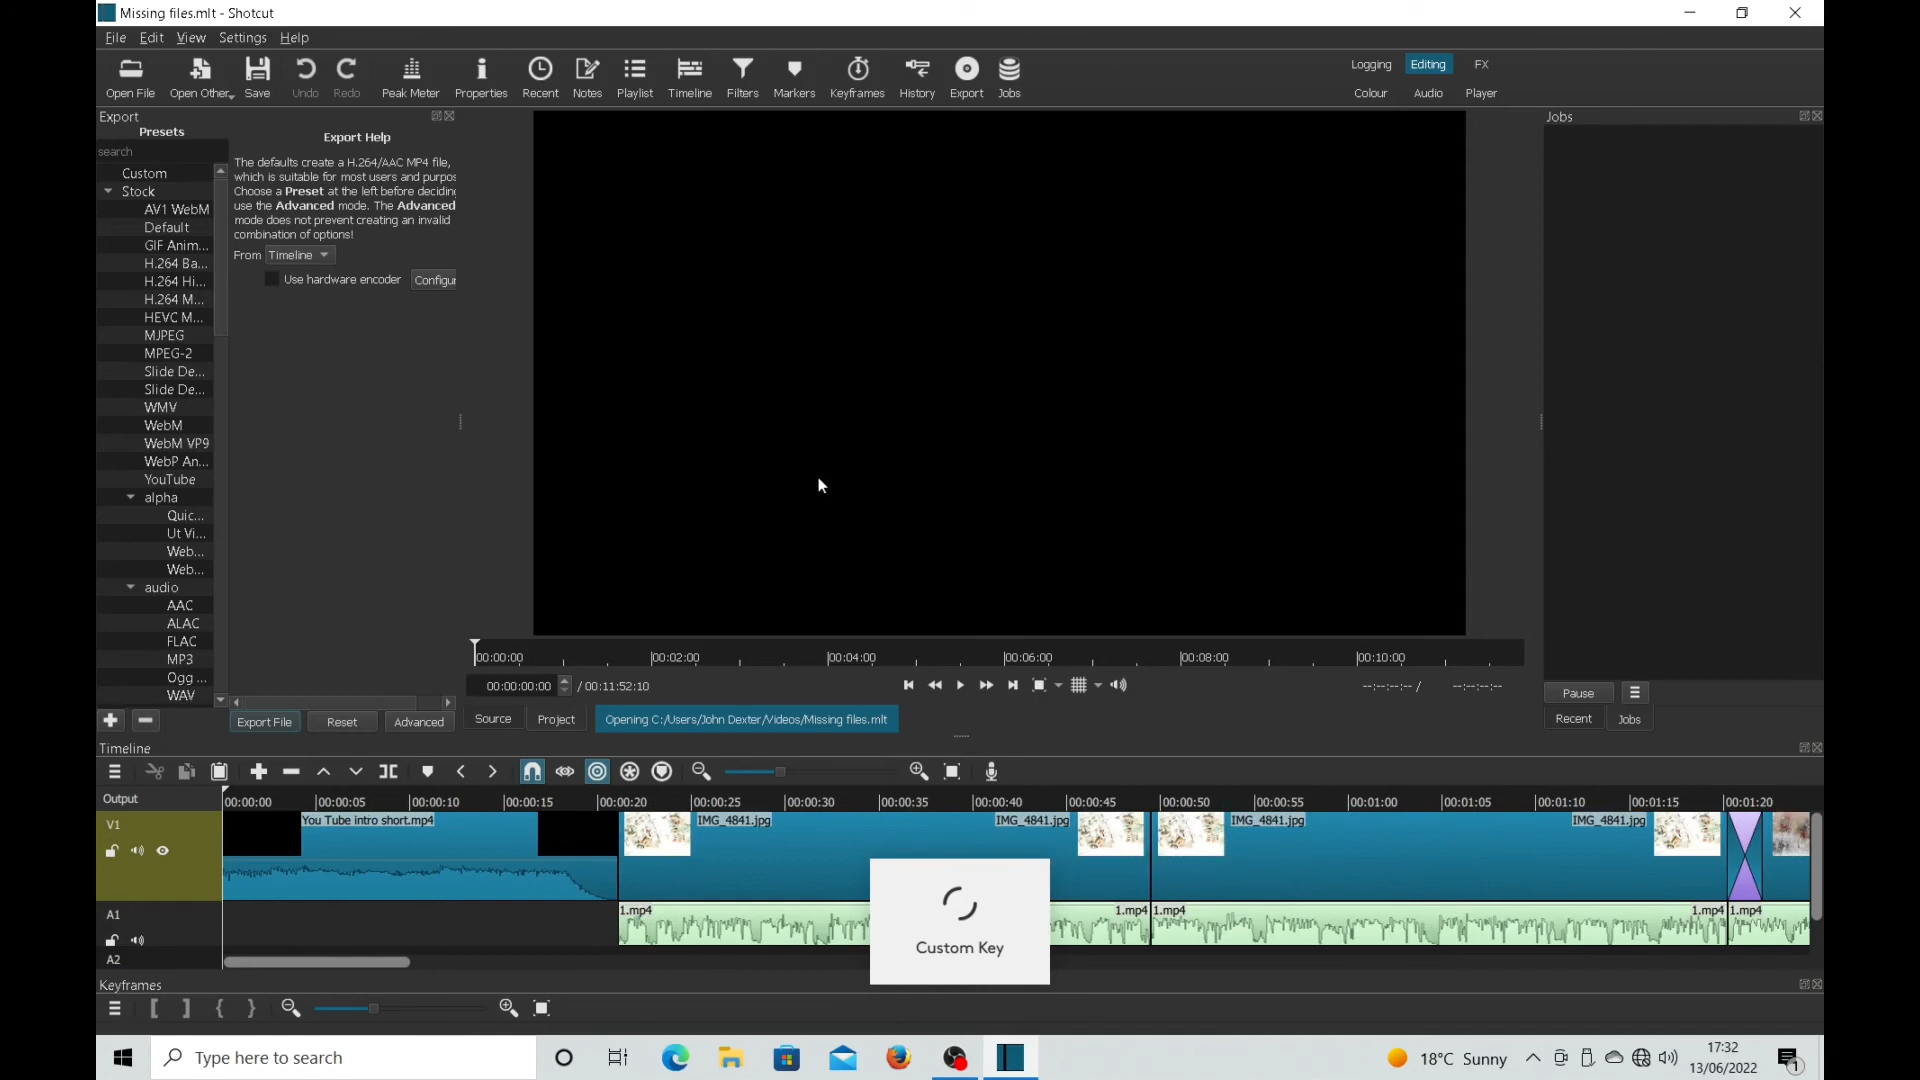 Missing files.mlt - Shotcut
File Edit View Settings Help
Open File Open Other... Save Undo Redo Peak Meter Properties Recent Notes Playlist Timeline Filters Markers Keyframes History Export Jobs
Logging Editing FX
Colour Audio Player
Export
Presets
search
Custom
Stock
AV1 WebM
Default
GIF Anim...
H.264 Ba...
H.264 Hi...
H.264 M...
HEVC M...
MJPEG
MPEG-2
Slide De...
Slide De...
WMV
WebM
WebM VP9
WebP An...
YouTube
alpha
Quic...
Ut Vi...
Web...
Web...
audio
AAC
ALAC
FLAC
MP3
Ogg ...
WAV
Export Help
The defaults create a H.264/AAC MP4 file,
which is suitable for most users and purpos
Choose a Preset at the left before deciding
use the Advanced mode. The Advanced
mode does not prevent creating an invalid
combination of options!
From Timeline
Use hardware encoder Configur
Export File Reset Advanced
Jobs
00:00:00 00:02:00 00:04:00 00:06:00 00:08:00 00:10:00
00:00:00:00 / 00:11:52:10
--:--:--:-- / --:--:--:--
Source Project Opening C:/Users/John Dexter/Videos/Missing files.mlt
Pause
Recent Jobs
Timeline
Output
00:00:00 00:00:05 00:00:10 00:00:15 00:00:20 00:00:25 00:00:30 00:00:35 00:00:40 00:00:45 00:00:50 00:00:55 00:01:00 00:01:05 00:01:10 00:01:15 00:01:20
V1
You Tube intro short.mp4 IMG_4841.jpg IMG_4841.jpg IMG_4841.jpg IMG_4841.jpg
A1
1.mp4 1.mp4 1.mp4 1.mp4 1.mp4
A2
Custom Key
Keyframes
Type here to search
18°C Sunny
17:32
13/06/2022
1